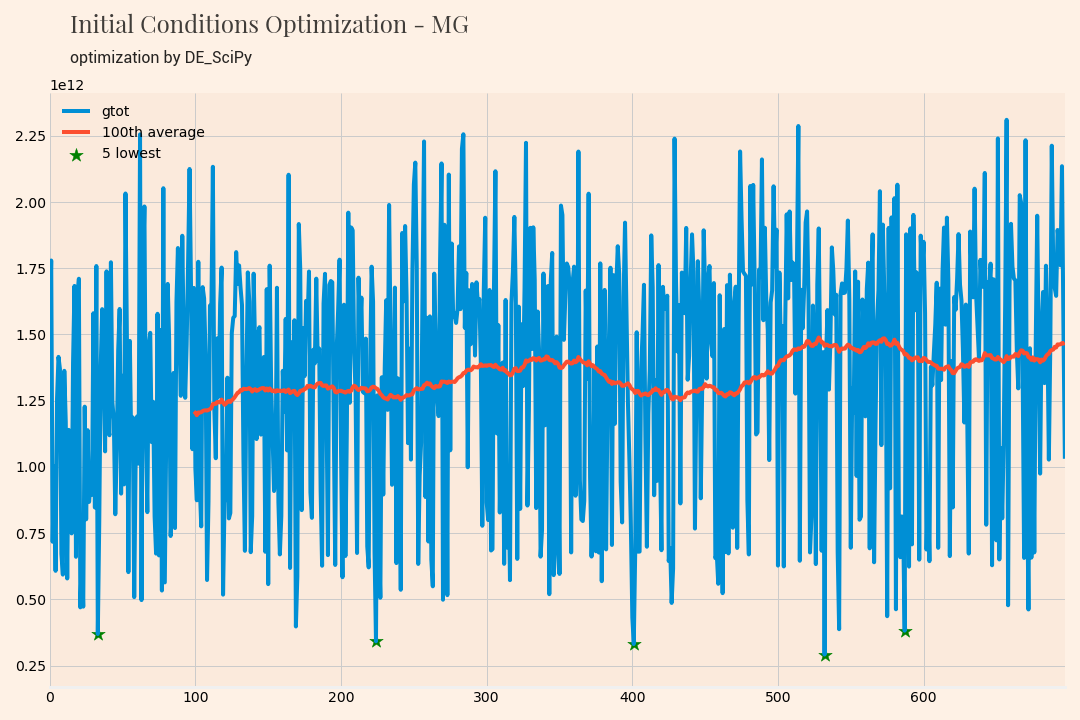 Initial Conditions Optimization - MG
optimization by DE_SciPy
1e12
gtot
100th average
5 lowest
2.25
2.00
1.75
1.50
1.25
1.00
0.75
0.50
0.25
0 100 200 300 400 500 600